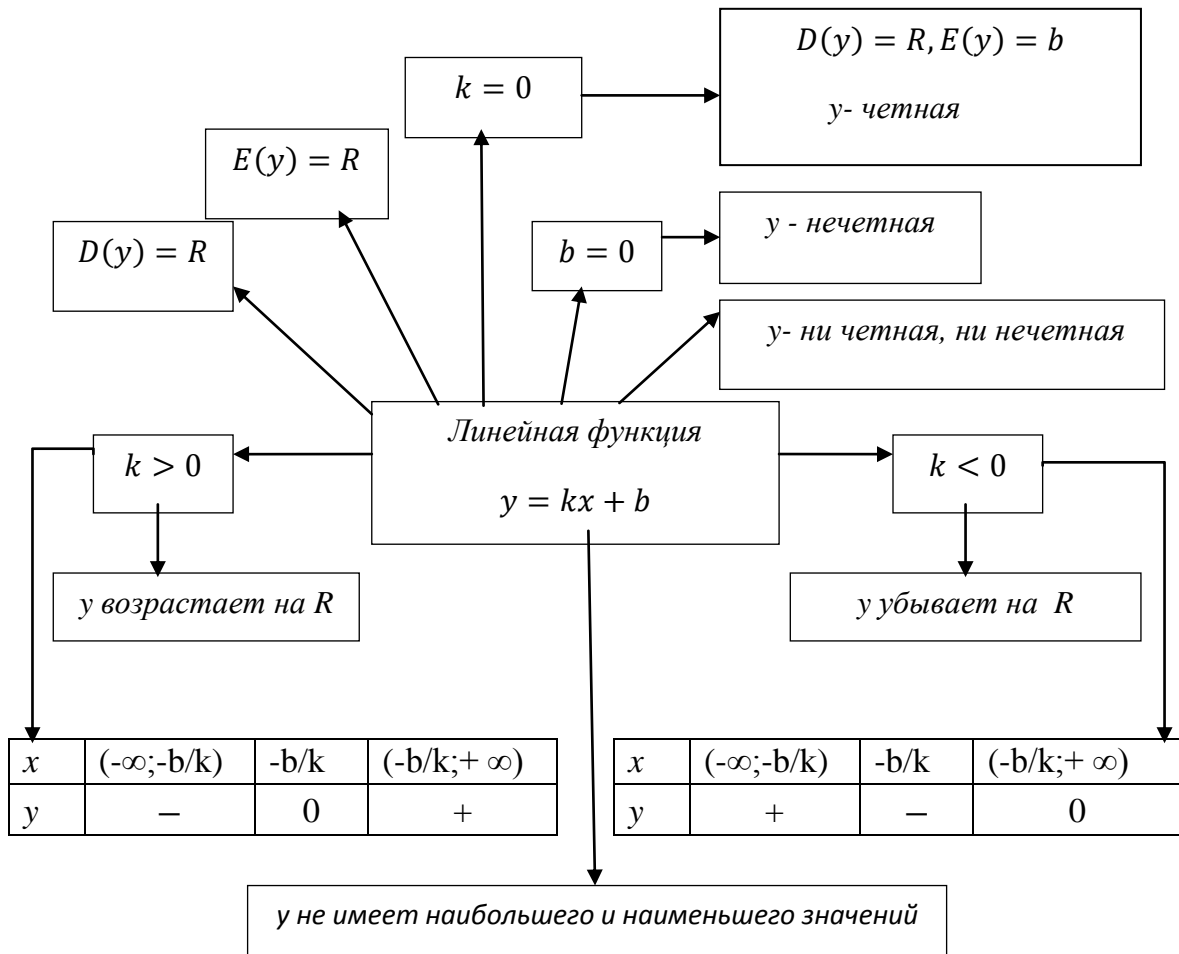 D(y) = R, E(y) = b
y- четная
k = 0
E(y) = R
D(y) = R
b = 0
y - нечетная
y- ни четная, ни нечетная
Линейная функция
y = kx + b
k > 0
k < 0
y возрастает на R
y убывает на R
x (-∞;-b/k) -b/k (-b/k;+ ∞)
y – 0 +
x (-∞;-b/k) -b/k (-b/k;+ ∞)
y + – 0
y не имеет наибольшего и наименьшего значений